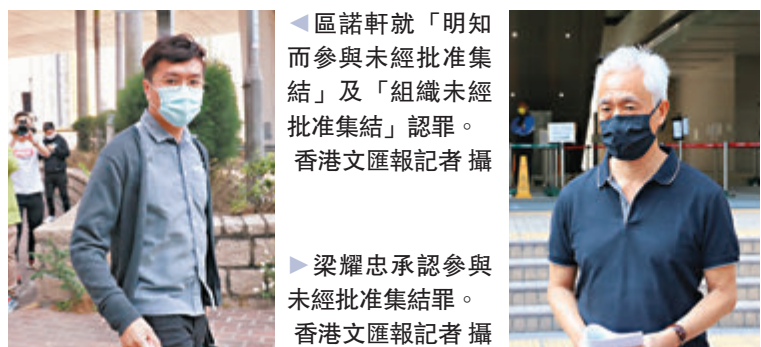 ◀區諾軒就「明知
而參與未經批准集
結」及「組織未經
批准集結」認罪。
香港文匯報記者 攝
▶梁耀忠承認參與
未經批准集結罪。
香港文匯報記者 攝